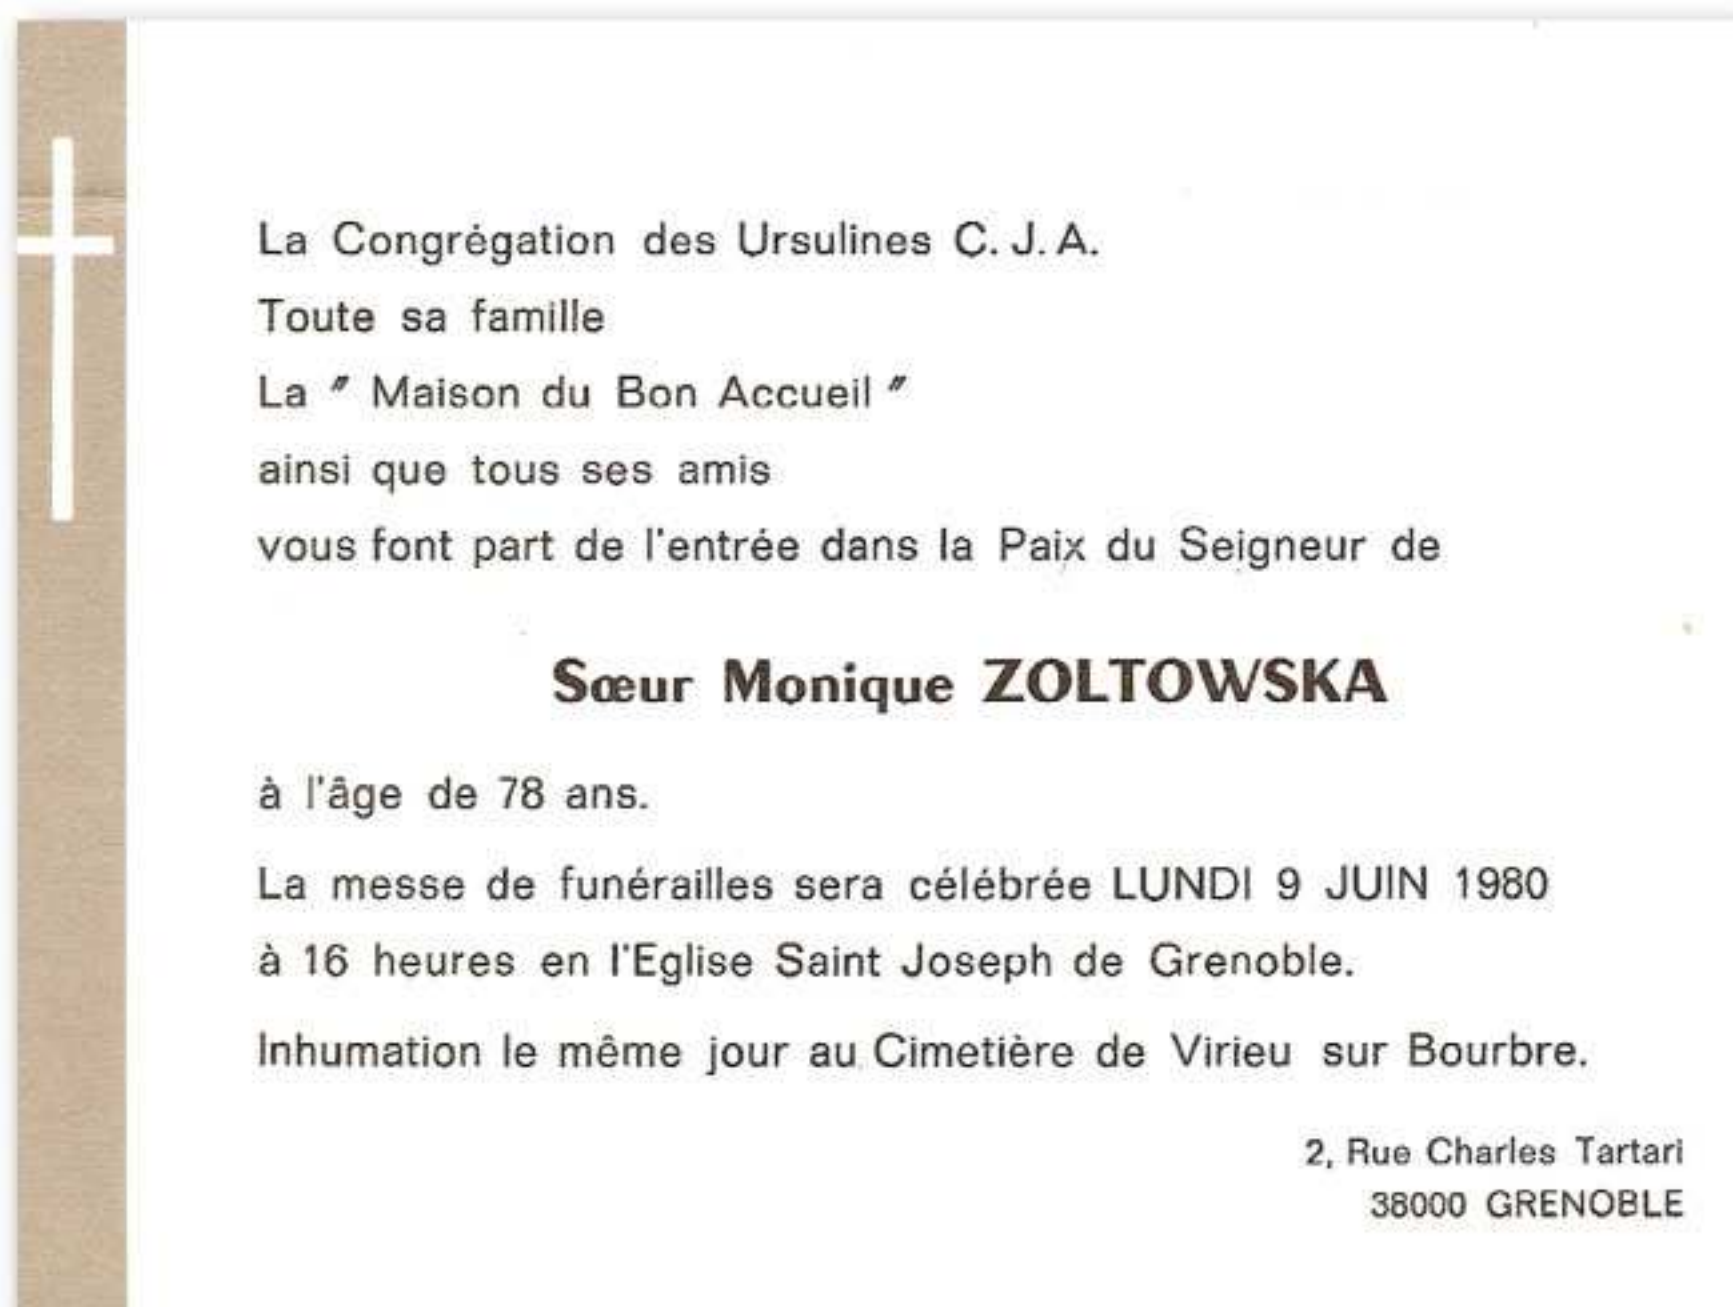 La Congrégation des Ursulines C. J. A.
Toute sa famille
La " Maison du Bon Accueil "
ainsi que tous ses amis
vous font part de l'entrée dans la Paix du Seigneur de
Sœur Monique ZOLTOWSKA
à l'âge de 78 ans.
La messe de funérailles sera célébrée LUNDI 9 JUIN 1980
à 16 heures en l'Eglise Saint Joseph de Grenoble.
Inhumation le même jour au Cimetière de Virieu sur Bourbre.
2, Rue Charles Tartari
38000 GRENOBLE